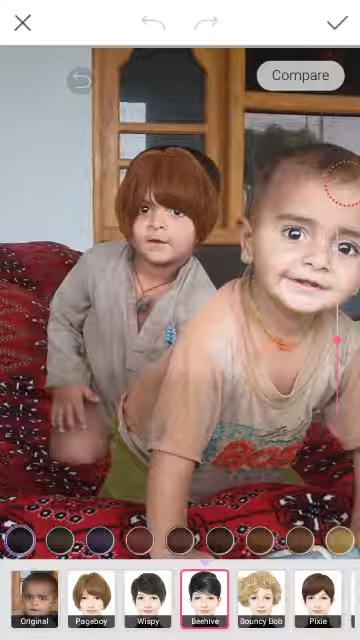 Compare
Original
Pageboy
Wispy
Beehive
Bouncy Bob
Pixie